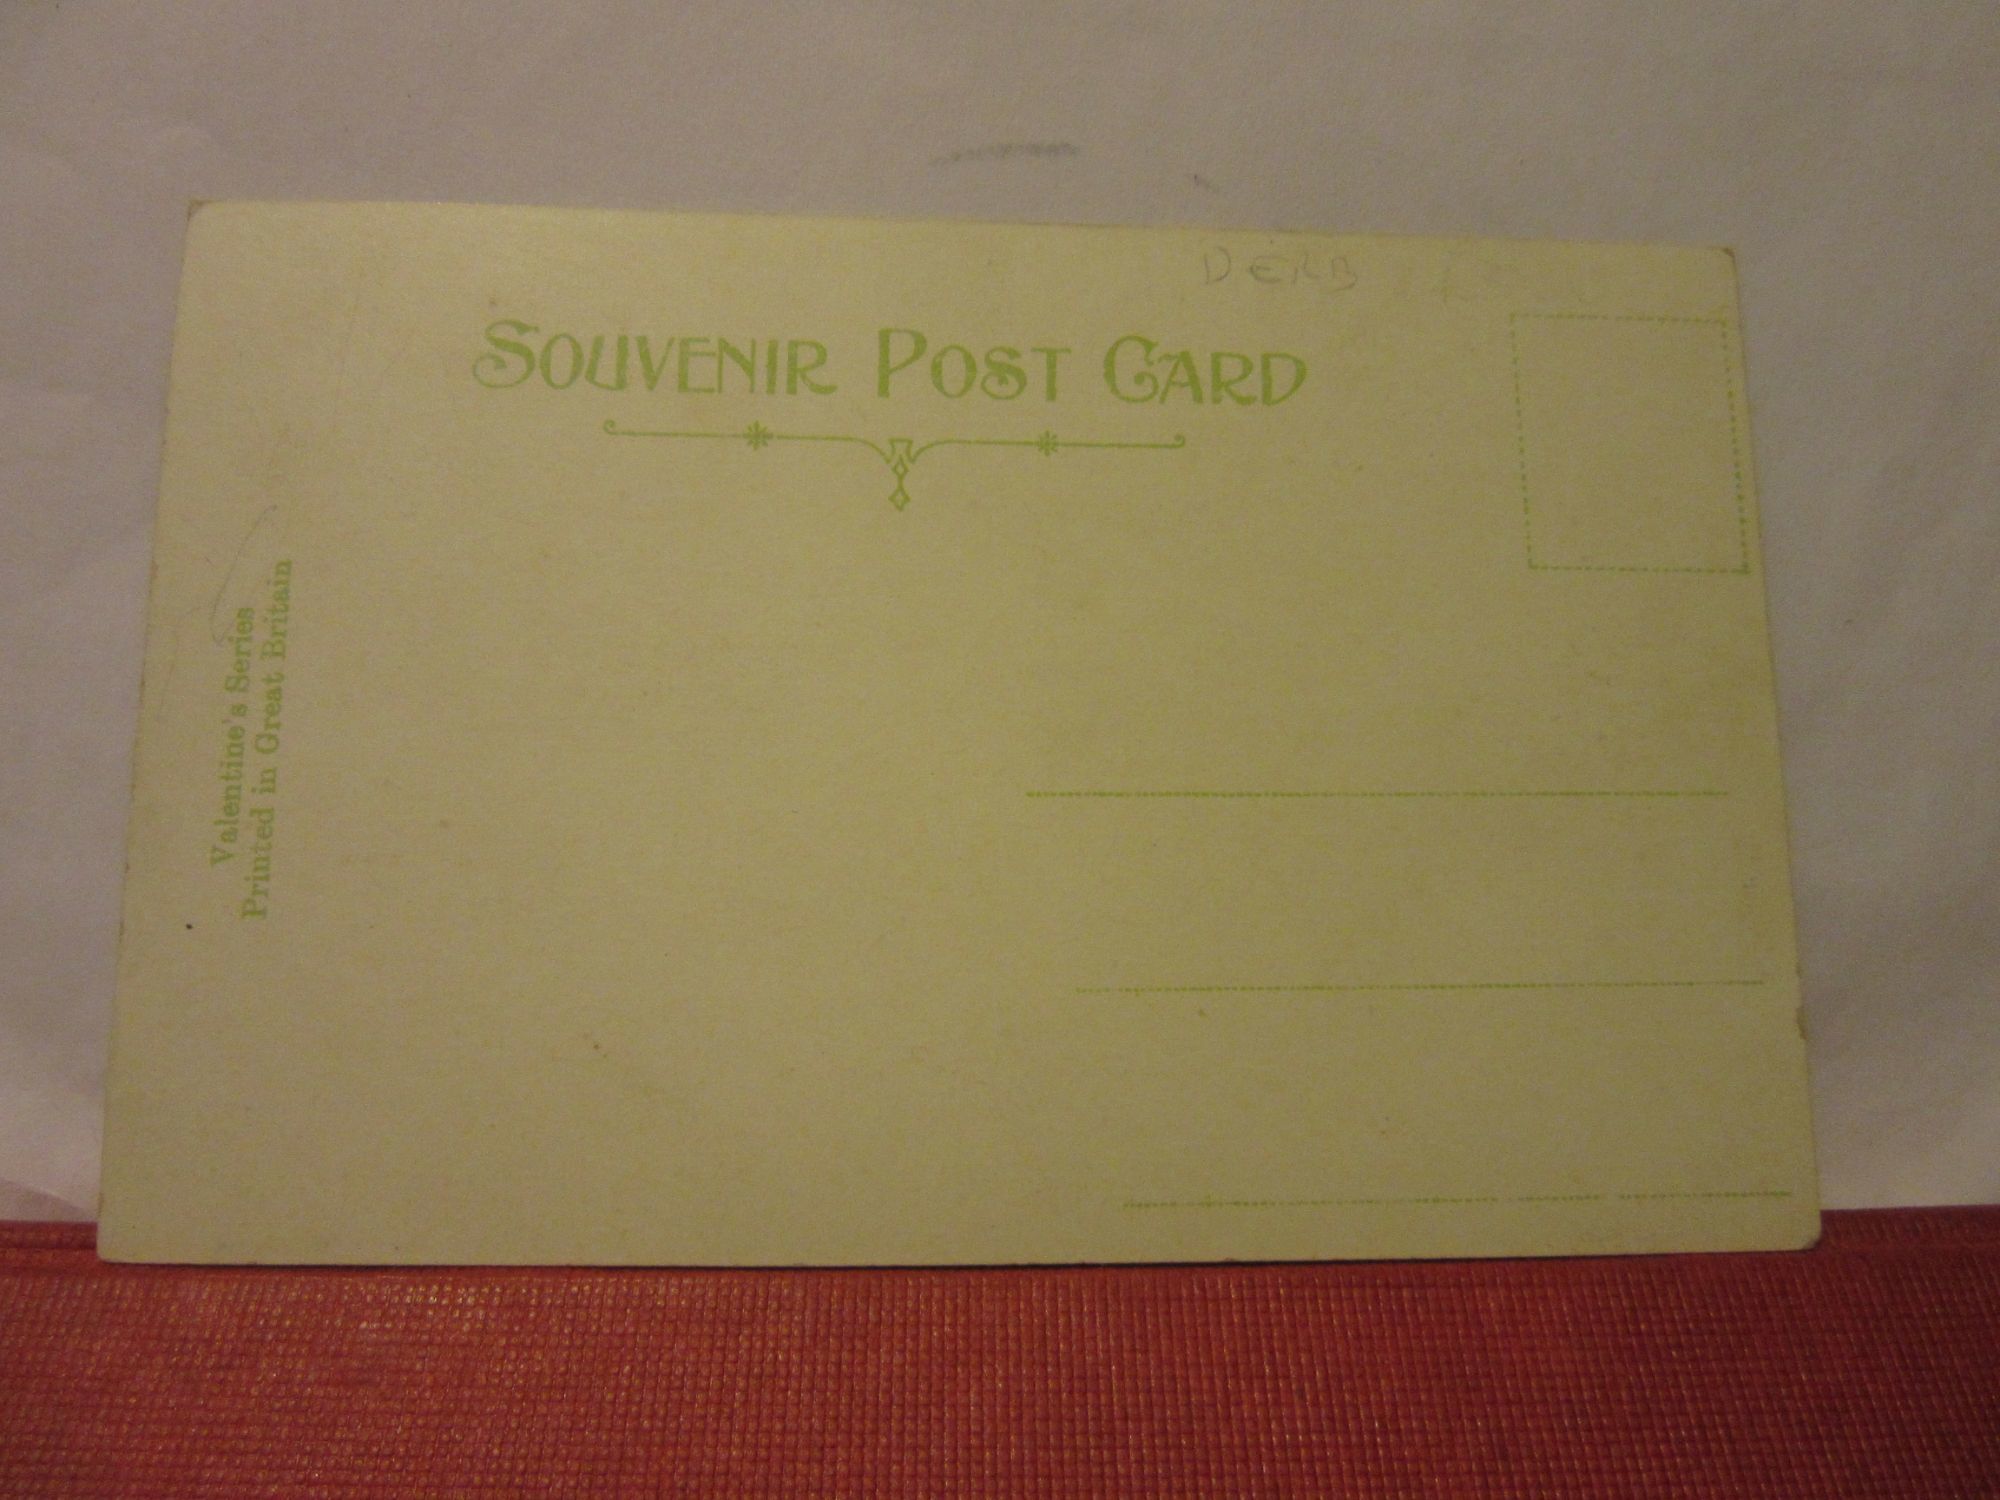 DERB
SOUVENIR POST CARD
Valentine's Series
Printed in Great Britain